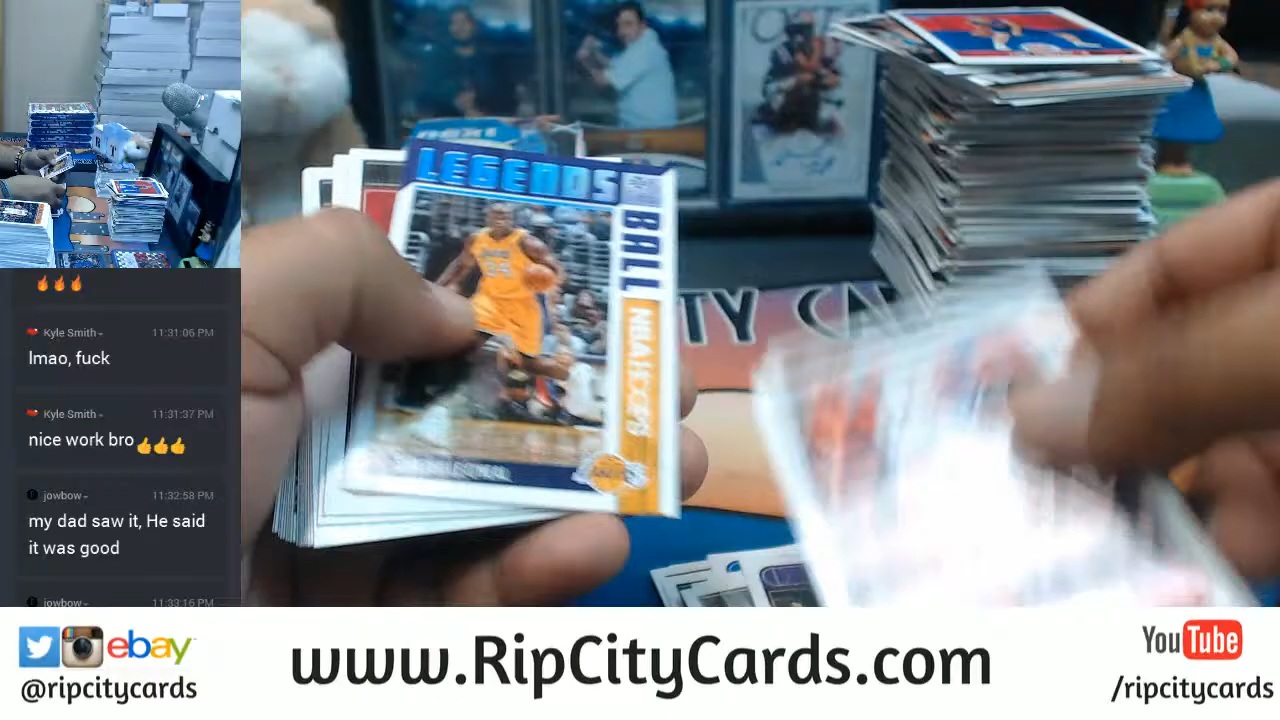 Kyle Smith
11:31:06 PM
lmao, fuck
Kyle Smith
11:31:37 PM
nice work bro
jowbow
11:32:58 PM
my dad saw it, He said
it was good
jowbow
11:33:16 PM
LEGENDS
BALL
NBA HOOPS
ebay
@ripcitycards
www.RipCityCards.com
YouTube
/ripcitycards